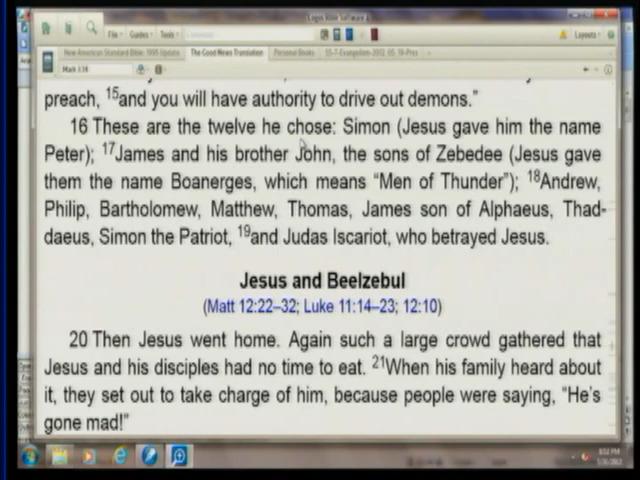 Logos Bible Software 4
File Guides Tools
Layouts
New American Standard Bible: 1995 Update The Good News Translation Personal Books
Mark 3:14
preach, 15and you will have authority to drive out demons.”
16 These are the twelve he chose: Simon (Jesus gave him the name
Peter); 17James and his brother John, the sons of Zebedee (Jesus gave
them the name Boanerges, which means “Men of Thunder”); 18Andrew,
Philip, Bartholomew, Matthew, Thomas, James son of Alphaeus, Thad-
daeus, Simon the Patriot, 19and Judas Iscariot, who betrayed Jesus.
Jesus and Beelzebul
(Matt 12:22–32; Luke 11:14–23; 12:10)
20 Then Jesus went home. Again such a large crowd gathered that
Jesus and his disciples had no time to eat. 21When his family heard about
it, they set out to take charge of him, because people were saying, “He’s
gone mad!”